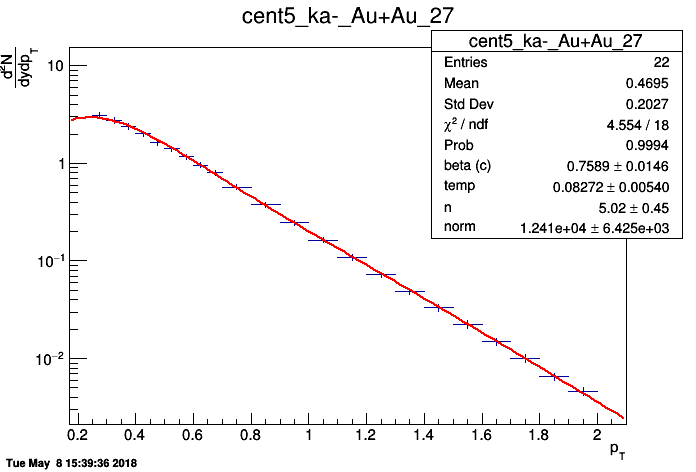 cent5_ka-_Au+Au_27
d²N
dydp_T
cent5_ka-_Au+Au_27
Entries 22
Mean 0.4695
Std Dev 0.2027
χ² / ndf 4.554 / 18
Prob 0.9994
beta (c) 0.7589 ± 0.0146
temp 0.08272 ± 0.00540
n 5.02 ± 0.45
norm 1.241e+04 ± 6.425e+03
10
1
10⁻¹
10⁻²
0.2 0.4 0.6 0.8 1 1.2 1.4 1.6 1.8 2
p_T
Tue May 8 15:39:36 2018